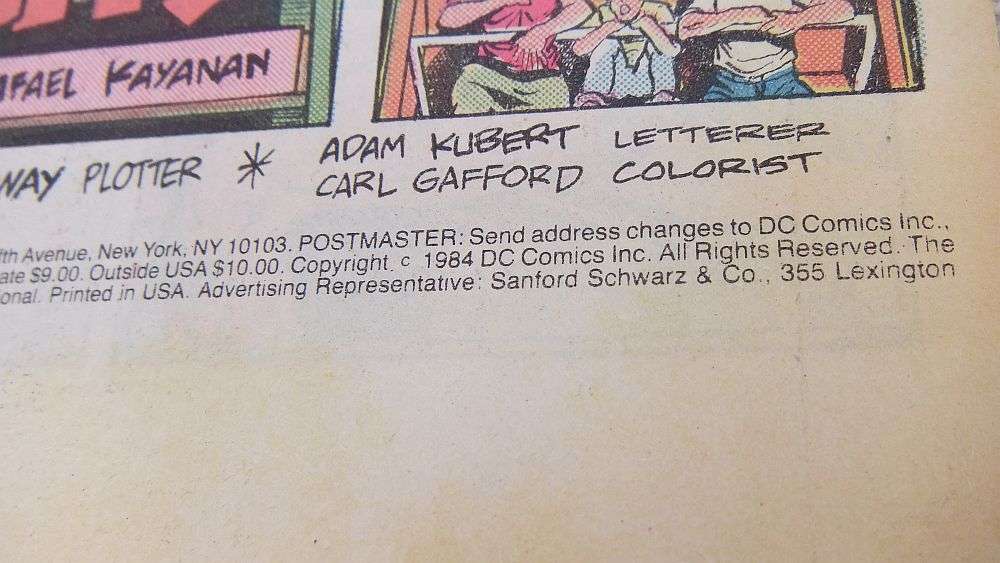 AFAEL KAYANAN
WAY PLOTTER * ADAM KUBERT LETTERER
CARL GAFFORD COLORIST
fth Avenue, New York, NY 10103. POSTMASTER: Send address changes to DC Comics Inc.,
ate $9.00. Outside USA $10.00. Copyright c 1984 DC Comics Inc. All Rights Reserved. The
onal. Printed in USA. Advertising Representative: Sanford Schwarz & Co., 355 Lexington